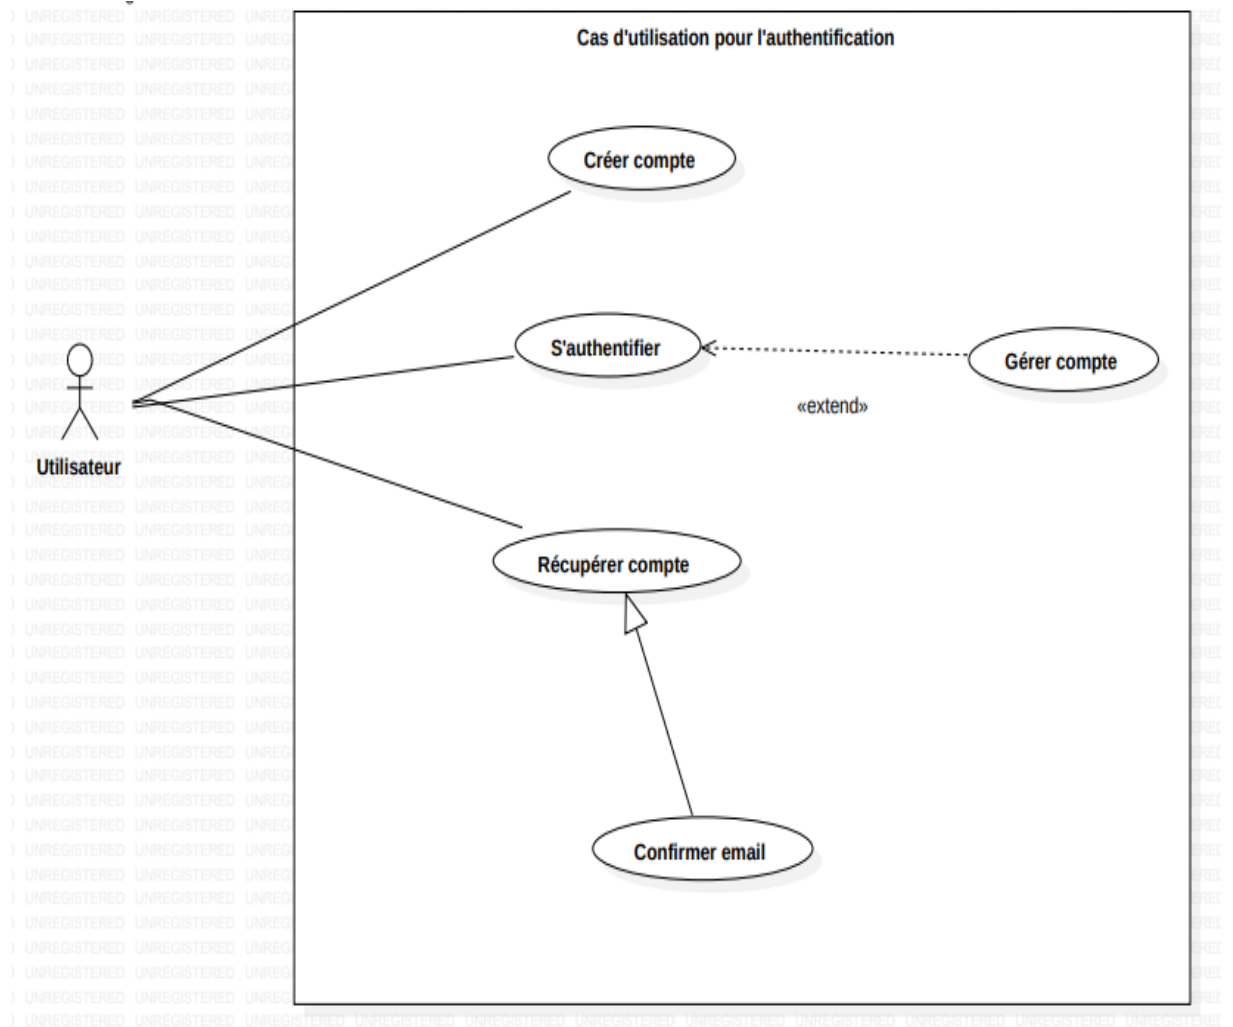 Cas d'utilisation pour l'authentification
Créer compte
S'authentifier
Gérer compte
«extend»
Utilisateur
Récupérer compte
Confirmer email